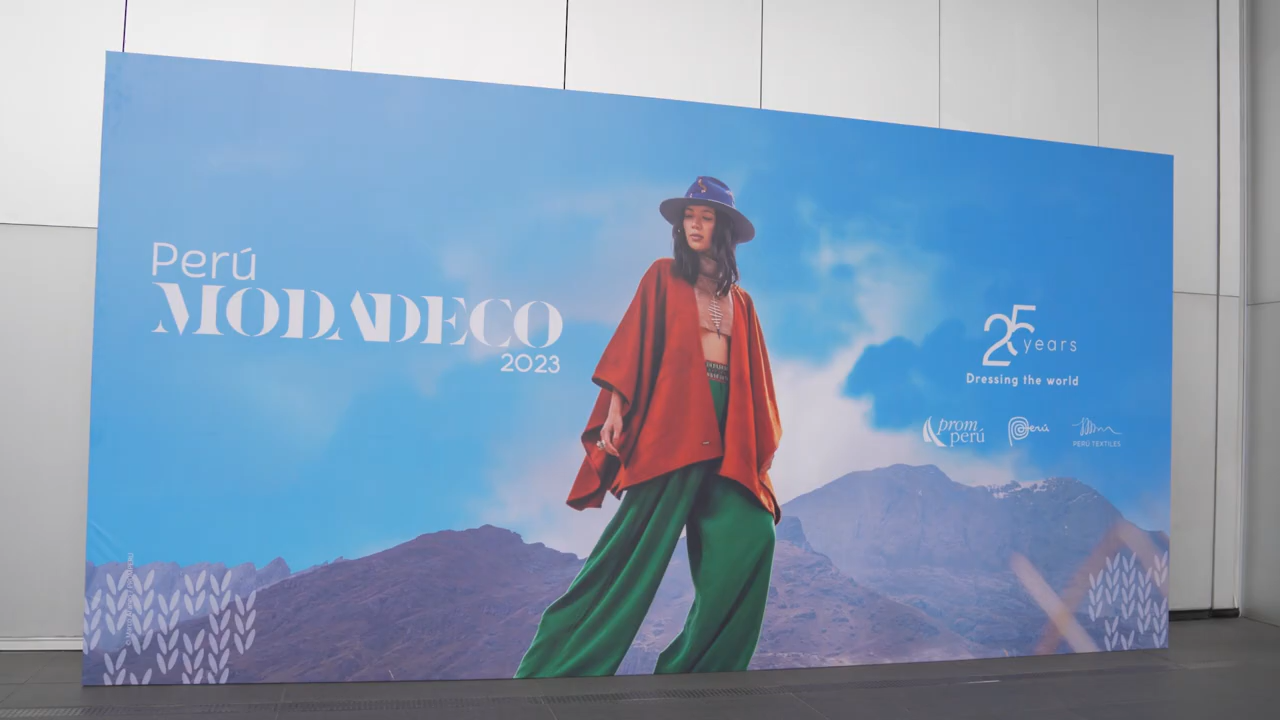 Perú
MODADECO
2023
25 years
Dressing the world
prom
perú
Perú
PERÚ TEXTILES